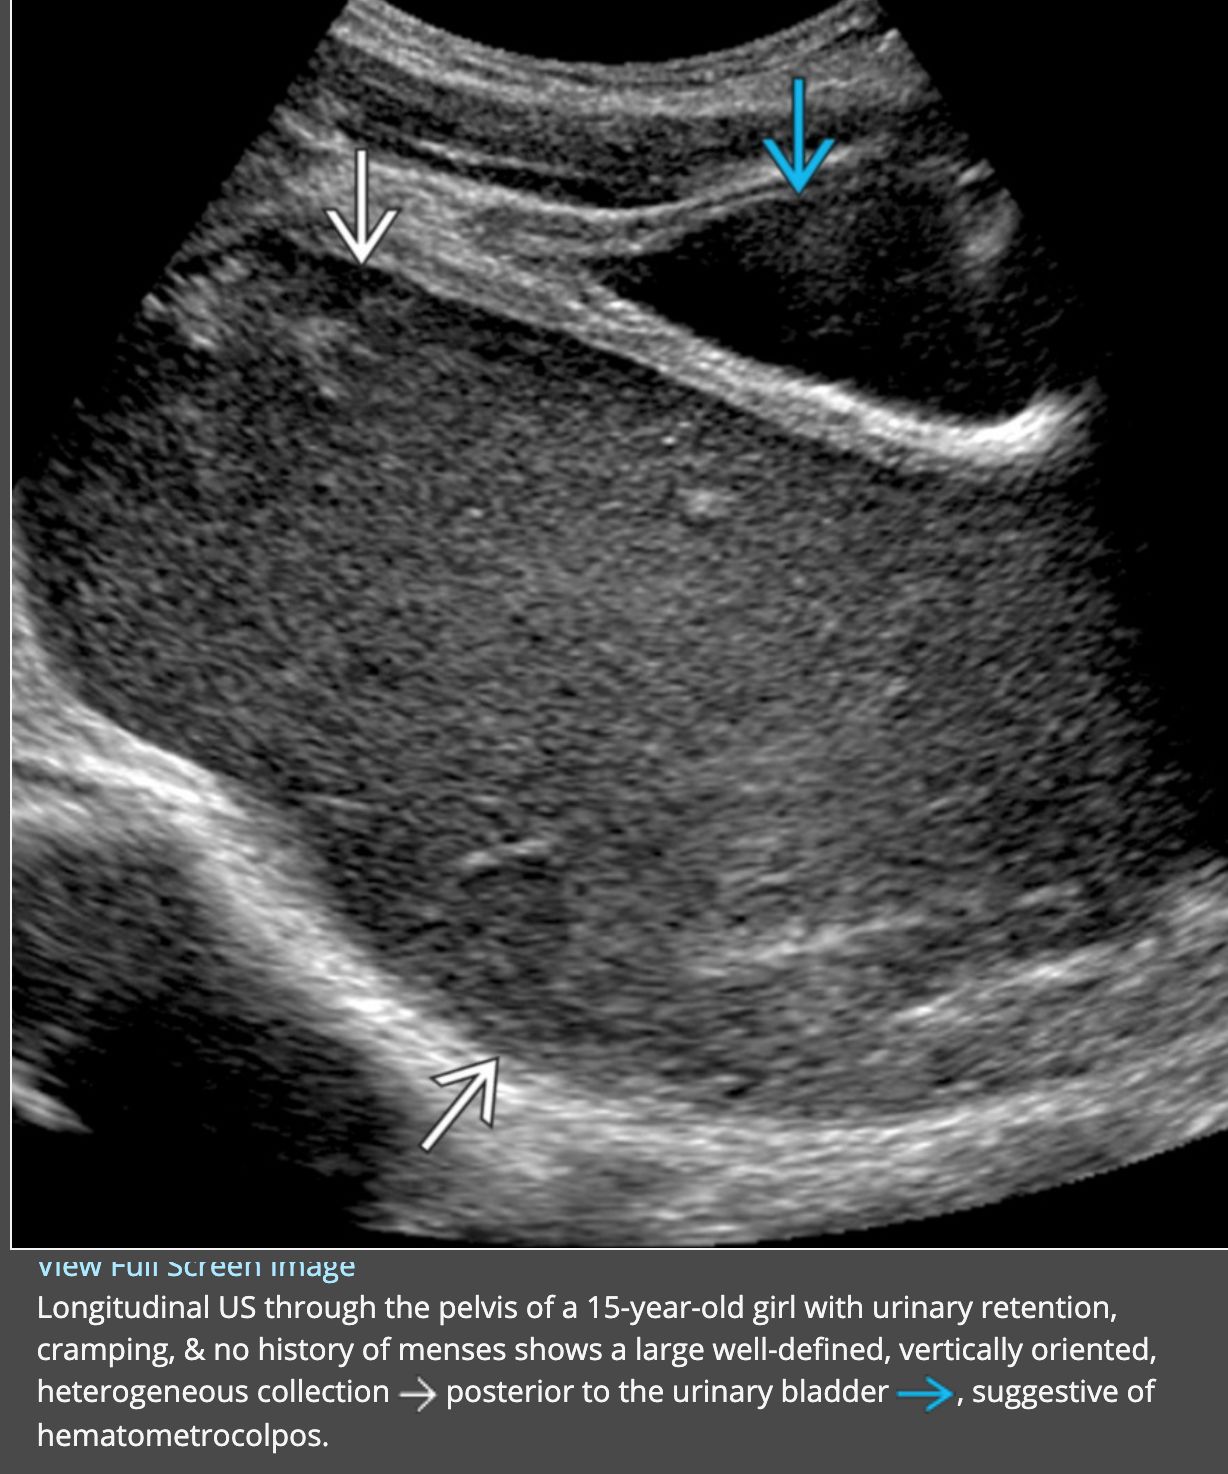 View Full Screen Image
Longitudinal US through the pelvis of a 15-year-old girl with urinary retention,
cramping, & no history of menses shows a large well-defined, vertically oriented,
heterogeneous collection → posterior to the urinary bladder →, suggestive of
hematometrocolpos.